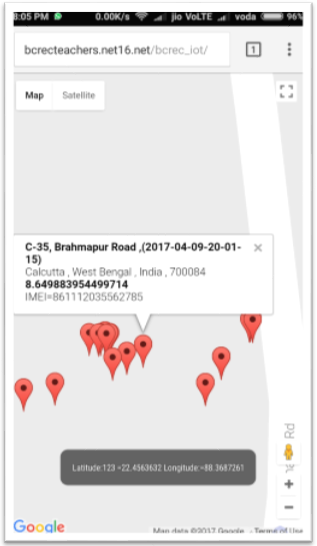 8:05 PM 0.00K/s jio VoLTE voda 96%
bcrecteachers.net16.net/bcrec_iot/ 1
Map Satellite
C-35, Brahmapur Road ,(2017-04-09-20-01-
15)
Calcutta , West Bengal , India , 700084
8.649883954499714
IMEI=861112035562785
Rd
Latitude:123 =22.4563632 Longitude:=88.3687261
Google Map data ©2017 Google Terms of Use